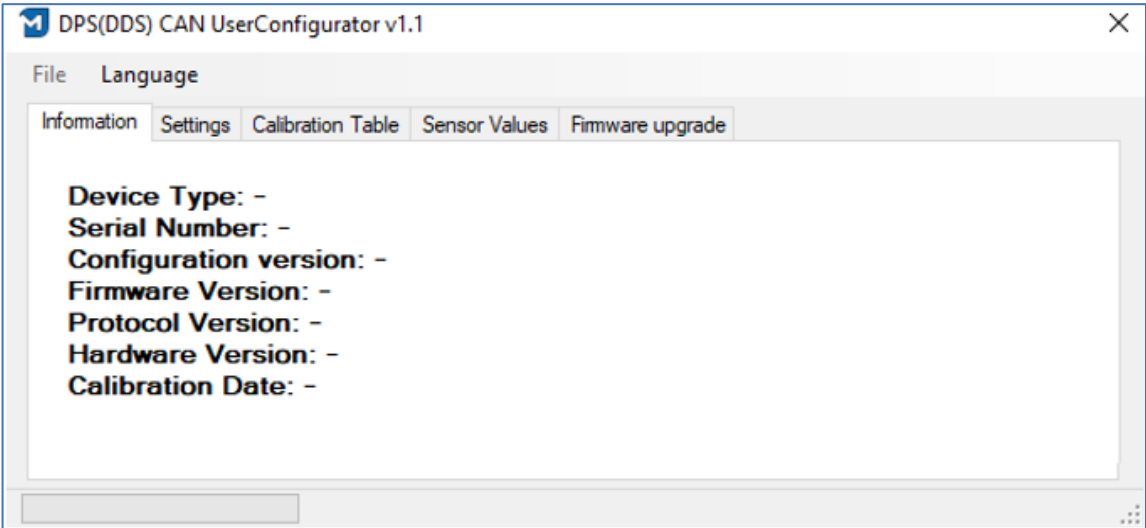 DPS(DDS) CAN UserConfigurator v1.1
File Language
Information Settings Calibration Table Sensor Values Firmware upgrade
Device Type: -
Serial Number: -
Configuration version: -
Firmware Version: -
Protocol Version: -
Hardware Version: -
Calibration Date: -